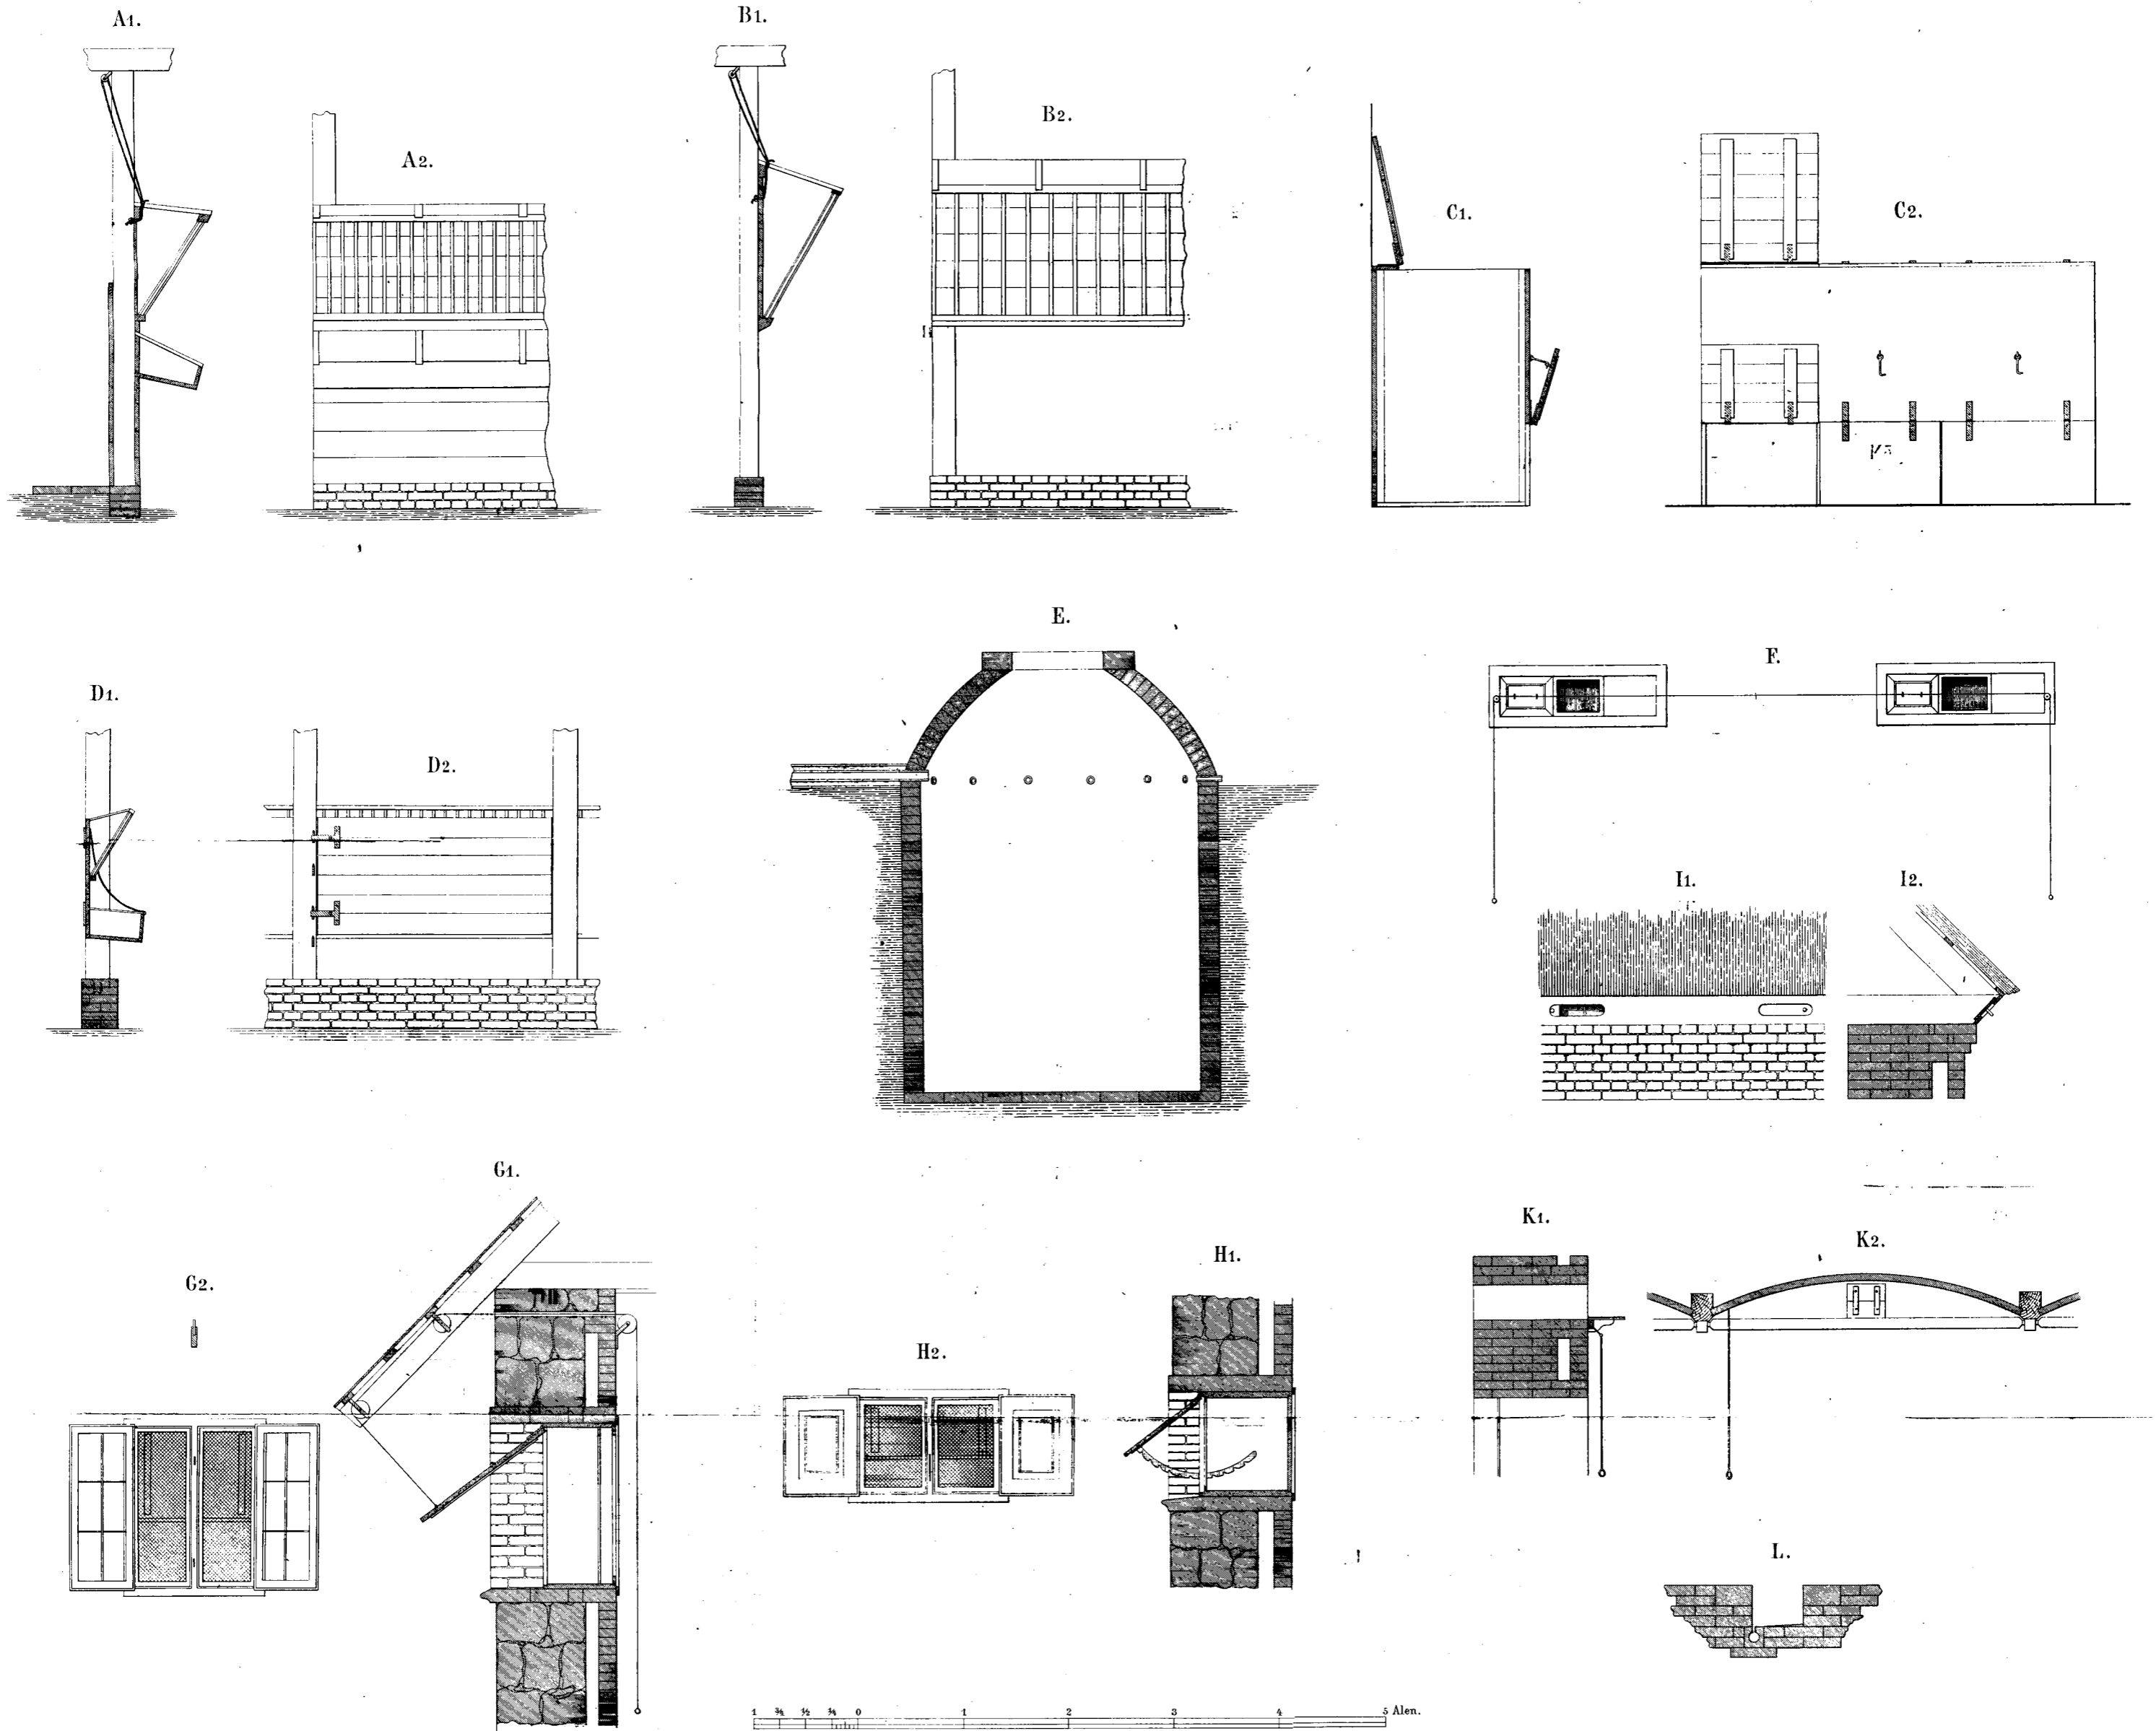 A1.
B1.
A2.
B2.
C1.
C2.
D1.
D2.
E.
F.
I1.
I2.
G1.
G2.
H1.
H2.
K1.
K2.
L.
1 ¾ ½ ¼ 0 1 2 3 4 5 Alen.